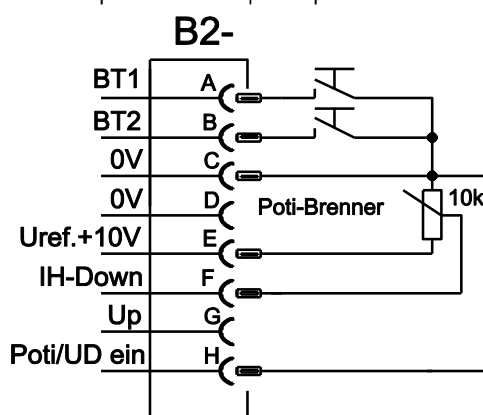 B2-
BT1 A
BT2 B
0V C
0V D Poti-Brenner 10k
Uref.+10V E
IH-Down F
Up G
Poti/UD ein H